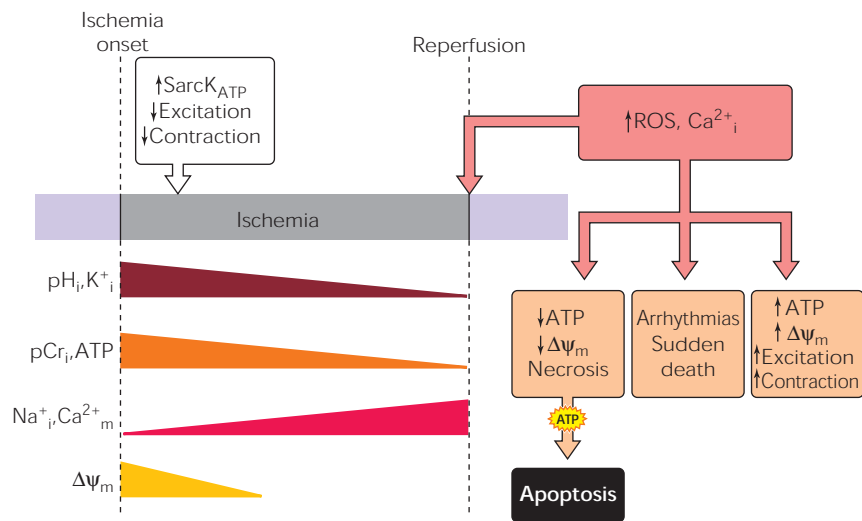 Ischemia
onset
Reperfusion
↑SarcK_ATP
↓Excitation
↓Contraction
↑ROS, Ca²⁺ᵢ
Ischemia
pHᵢ,K⁺ᵢ
pCrᵢ,ATP
Na⁺ᵢ,Ca²⁺ₘ
Δψₘ
↓ATP
↓Δψₘ
Necrosis
Arrhythmias
Sudden
death
↑ATP
↑Δψₘ
↑Excitation
↑Contraction
ATP
Apoptosis